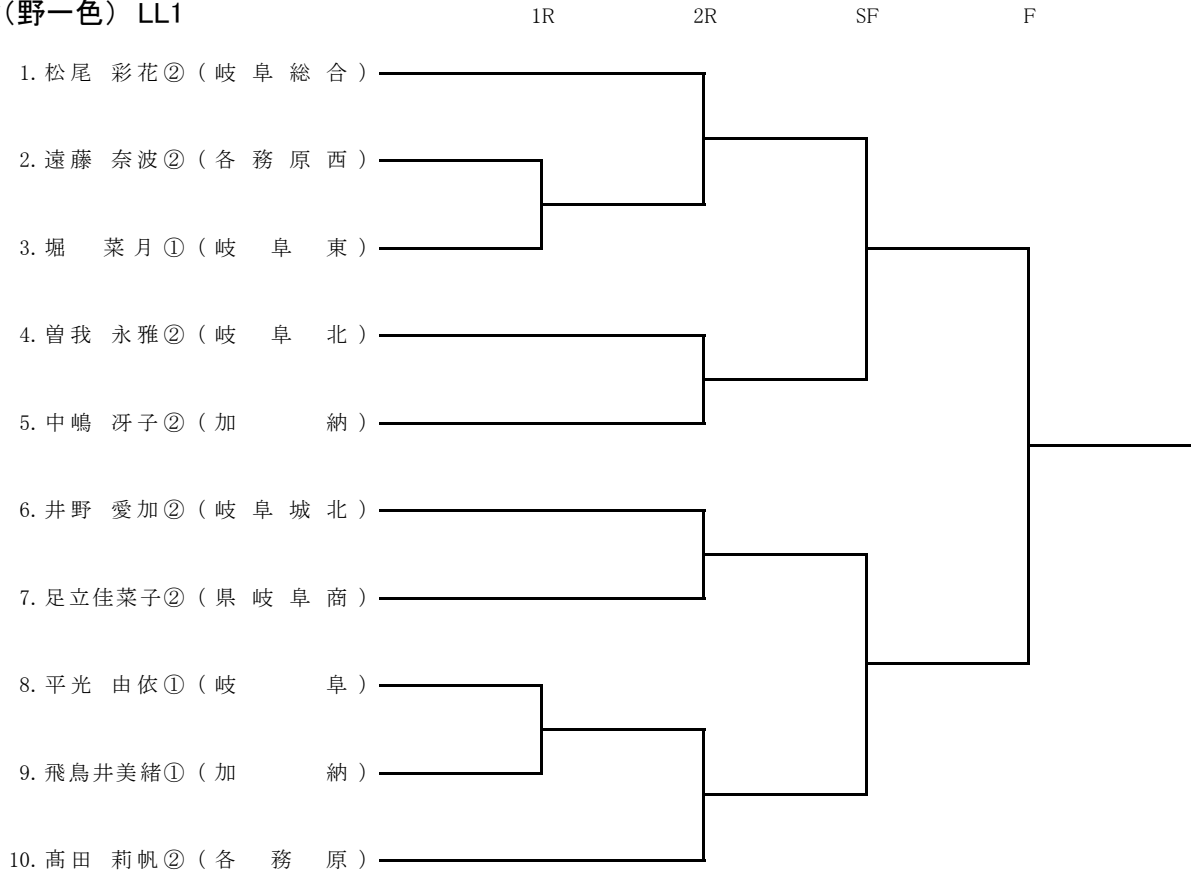 （野一色）LL1 1R 2R SF F
1. 松尾 彩花②（岐阜総合）
2. 遠藤 奈波②（各務原西）
3. 堀 菜月①（岐阜東）
4. 曽我 永雅②（岐阜北）
5. 中嶋 冴子②（加納）
6. 井野 愛加②（岐阜城北）
7. 足立佳菜子②（県岐阜商）
8. 平光 由依①（岐阜）
9. 飛鳥井美緒①（加納）
10. 髙田 莉帆②（各務原）